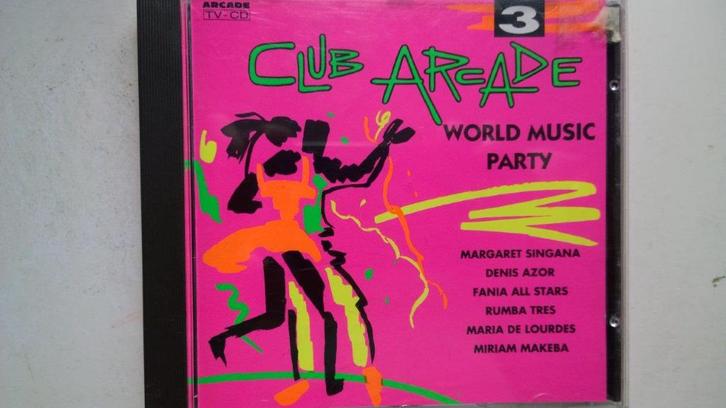 ARCADE
TV-CD
3
CLUB ARCADE
WORLD MUSIC
PARTY
MARGARET SINGANA
DENIS AZOR
FANIA ALL STARS
RUMBA TRES
MARIA DE LOURDES
MIRIAM MAKEBA